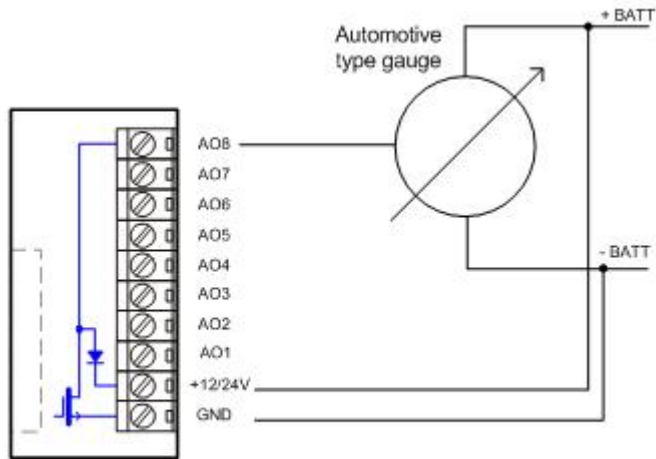 + BATT
Automotive
type gauge
AO8
AO7
AO6
AO5
AO4
AO3
AO2
AO1
+12/24V
GND
- BATT